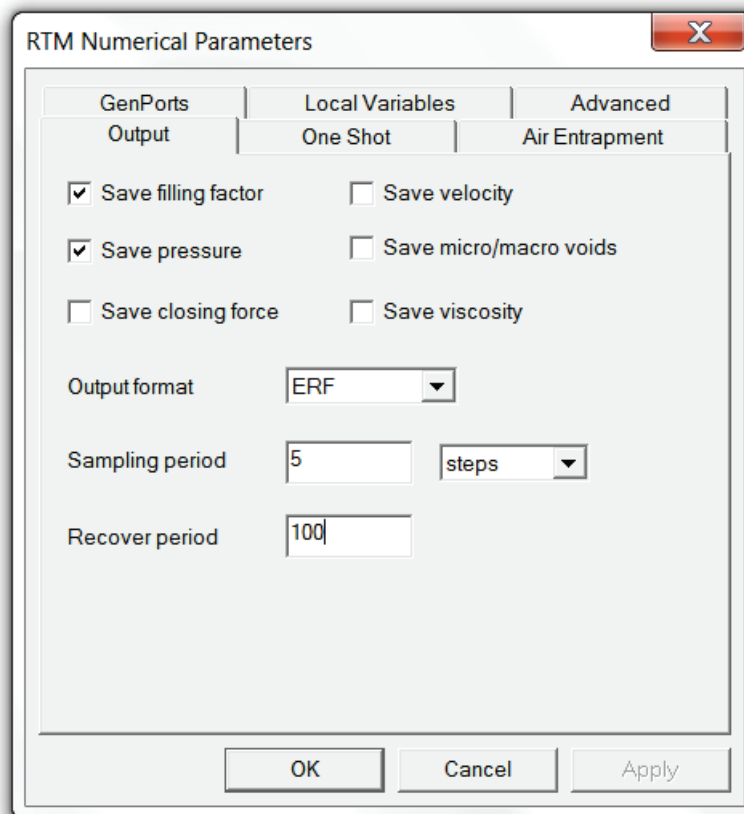 RTM Numerical Parameters
X
GenPorts Local Variables Advanced
Output One Shot Air Entrapment
Save filling factor Save velocity
Save pressure Save micro/macro voids
Save closing force Save viscosity
Output format ERF
Sampling period 5 steps
Recover period 100
OK Cancel Apply